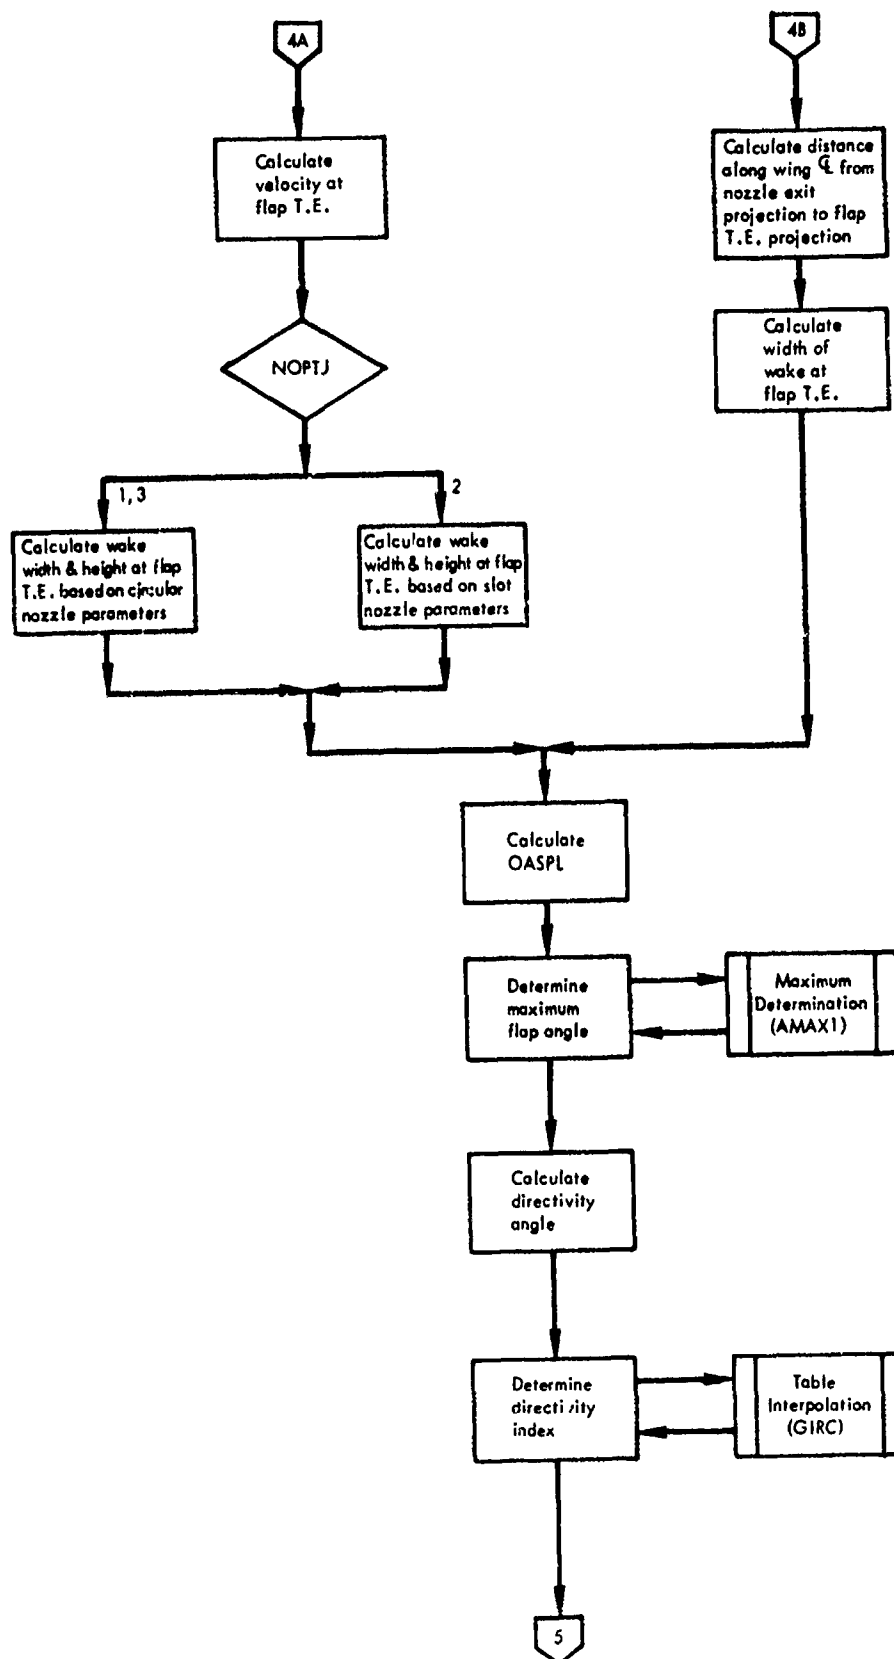 4A
4B
Calculate
velocity at
flap T.E.
Calculate distance
along wing ℄ from
nozzle exit
projection to flap
T.E. projection
NOPTJ
Calculate
width of
wake at
flap T.E.
1,3
2
Calculate wake
width & height at flap
T.E. based on circular
nozzle parameters
Calculate wake
width & height at flap
T.E. based on slot
nozzle parameters
Calculate
OASPL
Determine
maximum
flap angle
Maximum
Determination
(AMAX1)
Calculate
directivity
angle
Determine
directivity
index
Table
Interpolation
(GIRC)
5